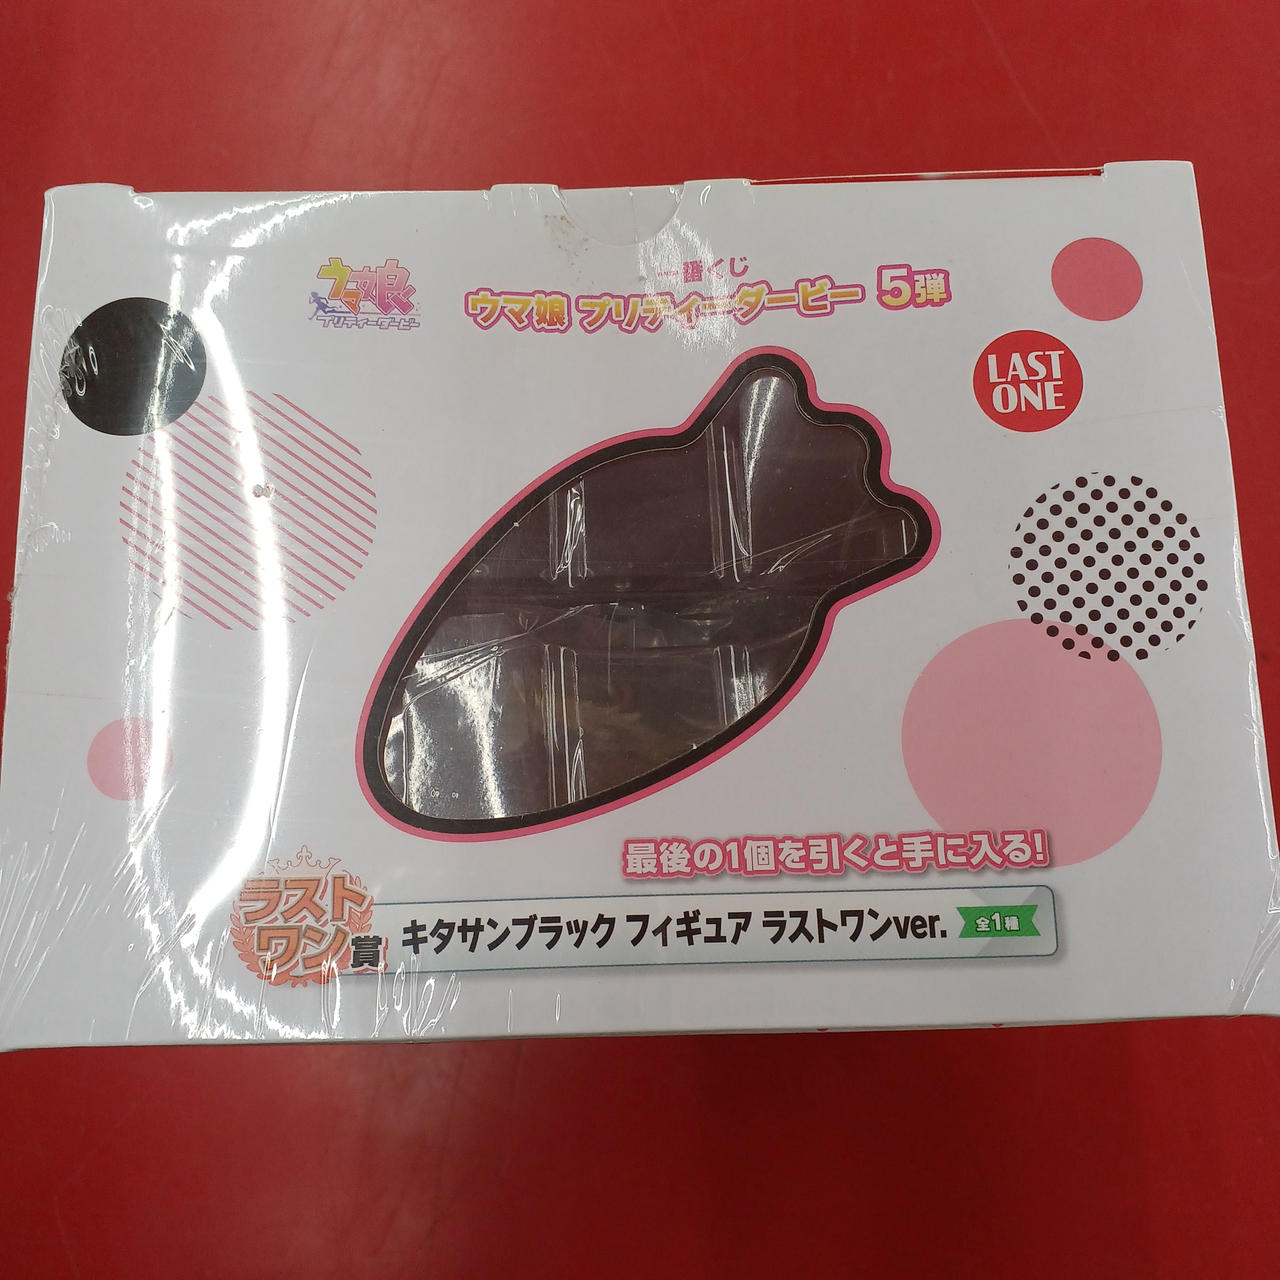 ウマ娘
プリティーダービー
一番くじ
ウマ娘 プリティーダービー 5弾
LAST
ONE
最後の1個を引くと手に入る!
ラスト
ワン賞
キタサンブラック フィギュア ラストワンver.
全1種